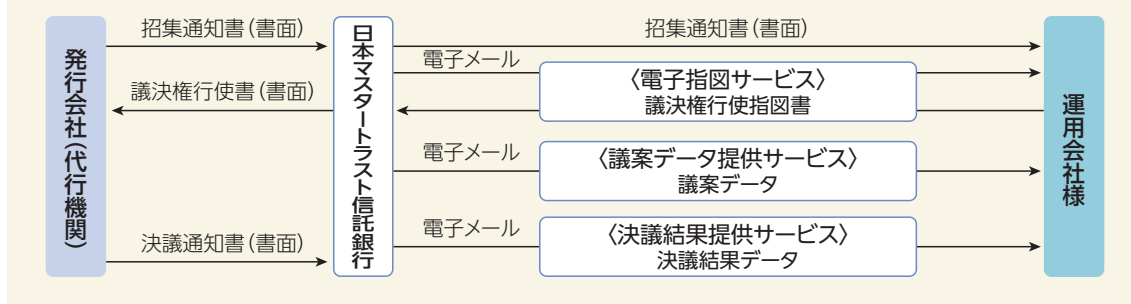 発行会社(代行機関)
招集通知書(書面)
議決権行使書(書面)
決議通知書(書面)
日本マスタートラスト信託銀行
招集通知書(書面)
電子メール
〈電子指図サービス〉
議決権行使指図書
電子メール
〈議案データ提供サービス〉
議案データ
電子メール
〈決議結果提供サービス〉
決議結果データ
運用会社様